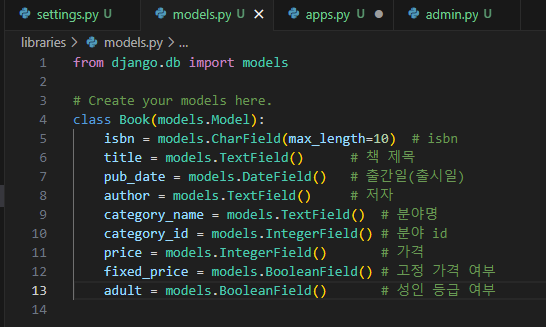 settings.py models.py × apps.py ● admin.py
libraries > models.py > ...
1 from django.db import models
2
3 # Create your models here.
4 class Book(models.Model):
5 isbn = models.CharField(max_length=10) # isbn
6 title = models.TextField() # 책 제목
7 pub_date = models.DateField() # 출간일(출시일)
8 author = models.TextField() # 저자
9 category_name = models.TextField() # 분야명
10 category_id = models.IntegerField() # 분야 id
11 price = models.IntegerField() # 가격
12 fixed_price = models.BooleanField() # 고정 가격 여부
13 adult = models.BooleanField() # 성인 등급 여부
14